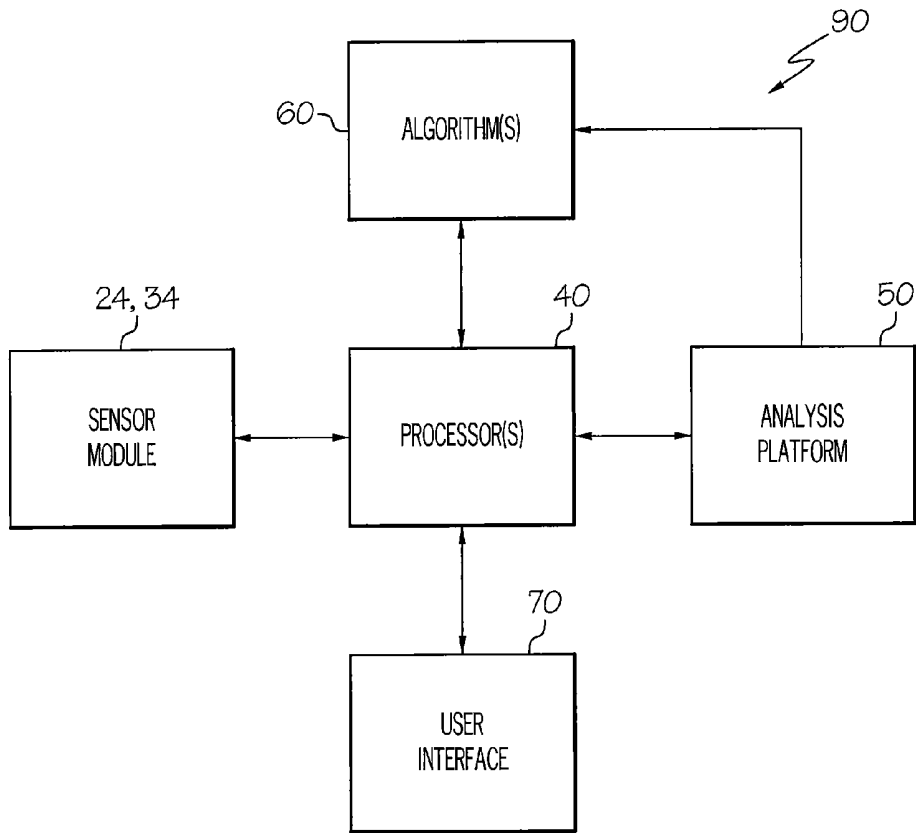 90
60
ALGORITHM(S)
24, 34
40
50
SENSOR
MODULE
PROCESSOR(S)
ANALYSIS
PLATFORM
70
USER
INTERFACE